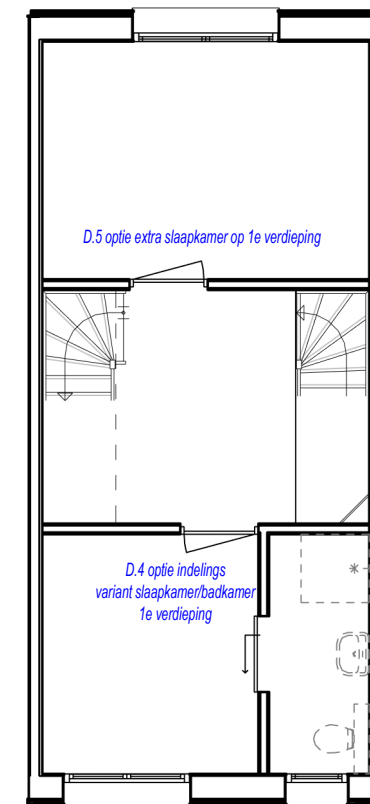 D.5 optie extra slaapkamer op 1e verdieping
D.4 optie indelings
variant slaapkamer/badkamer
1e verdieping